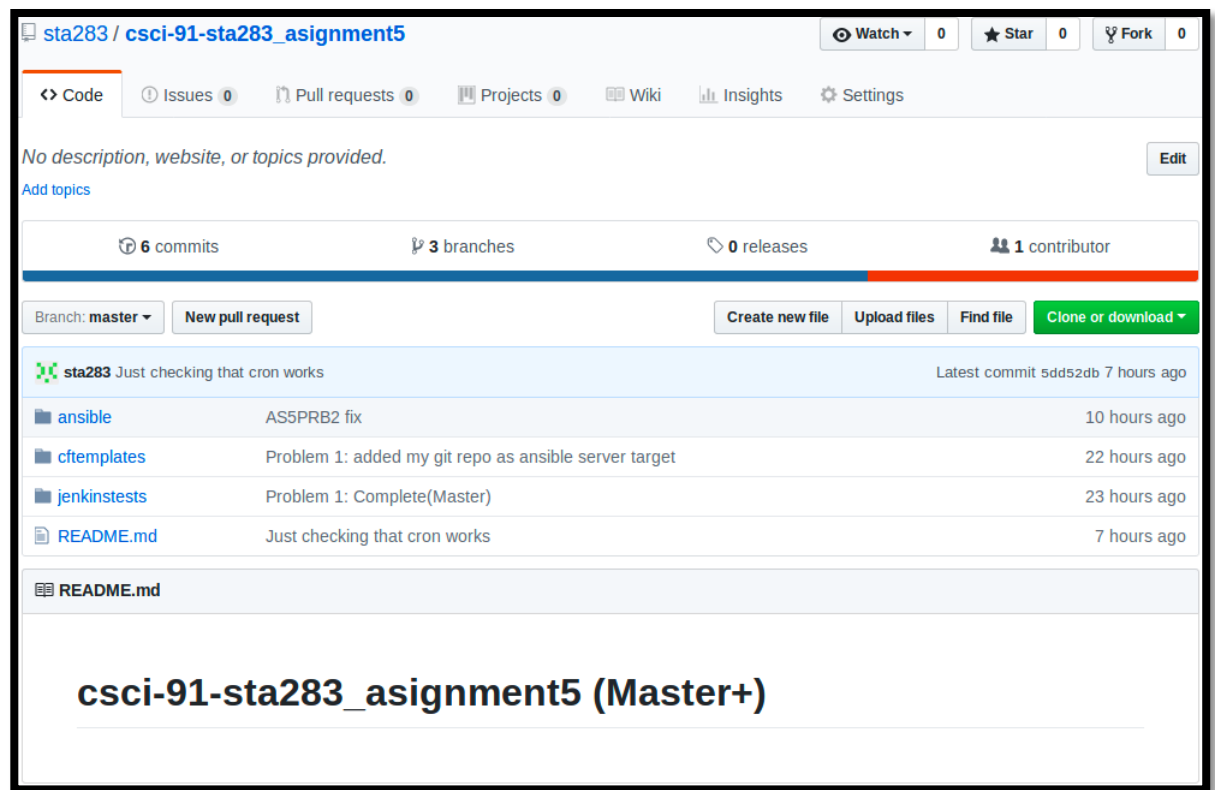 sta283 / csci-91-sta283_asignment5 Watch 0 Star 0 Fork 0
Code Issues 0 Pull requests 0 Projects 0 Wiki Insights Settings
No description, website, or topics provided. Edit
Add topics
6 commits 3 branches 0 releases 1 contributor
Branch: master New pull request Create new file Upload files Find file Clone or download
sta283 Just checking that cron works Latest commit 5dd52db 7 hours ago
ansible AS5PRB2 fix 10 hours ago
cftemplates Problem 1: added my git repo as ansible server target 22 hours ago
jenkinstests Problem 1: Complete(Master) 23 hours ago
README.md Just checking that cron works 7 hours ago
README.md
csci-91-sta283_asignment5 (Master+)